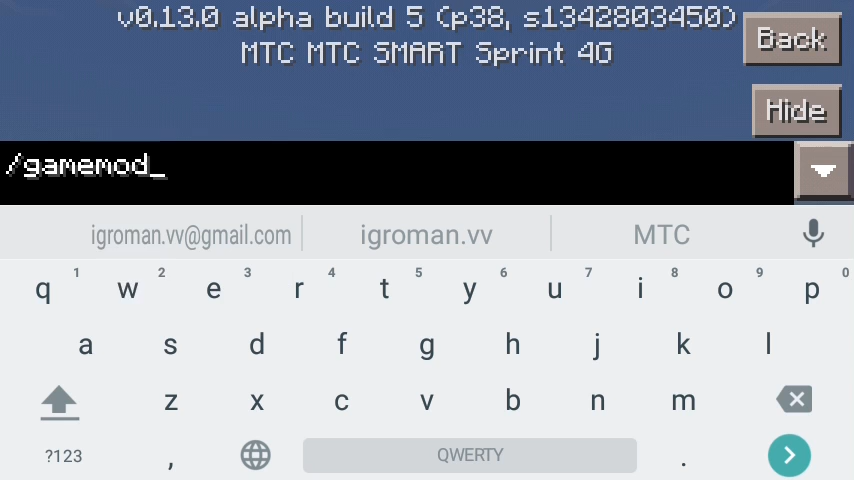 v0.13.0 alpha build 5 (p38, s1342803450)
MTC MTC SMART Sprint 4G
Back
Hide
/gamemod_
igroman.vv@gmail.com igroman.vv MTC
1 2 3 4 5 6 7 8 9 0
q w e r t y u i o p
a s d f g h j k l
z x c v b n m
?123 , QWERTY .